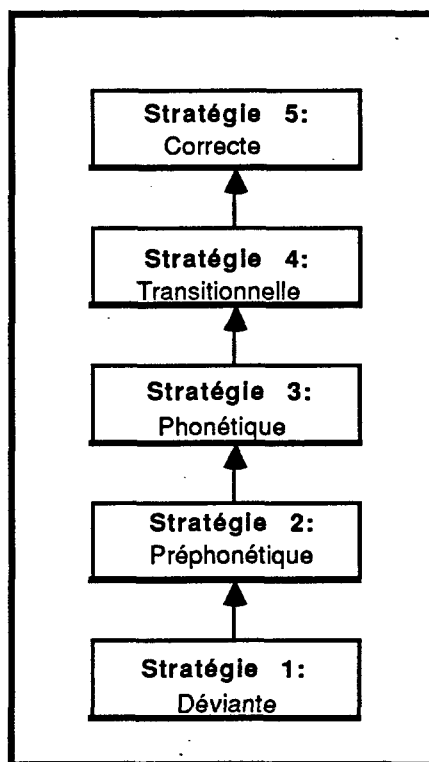 Stratégie 5:
Correcte
Stratégie 4:
Transitionnelle
Stratégie 3:
Phonétique
Stratégie 2:
Préphonétique
Stratégie 1:
Déviante